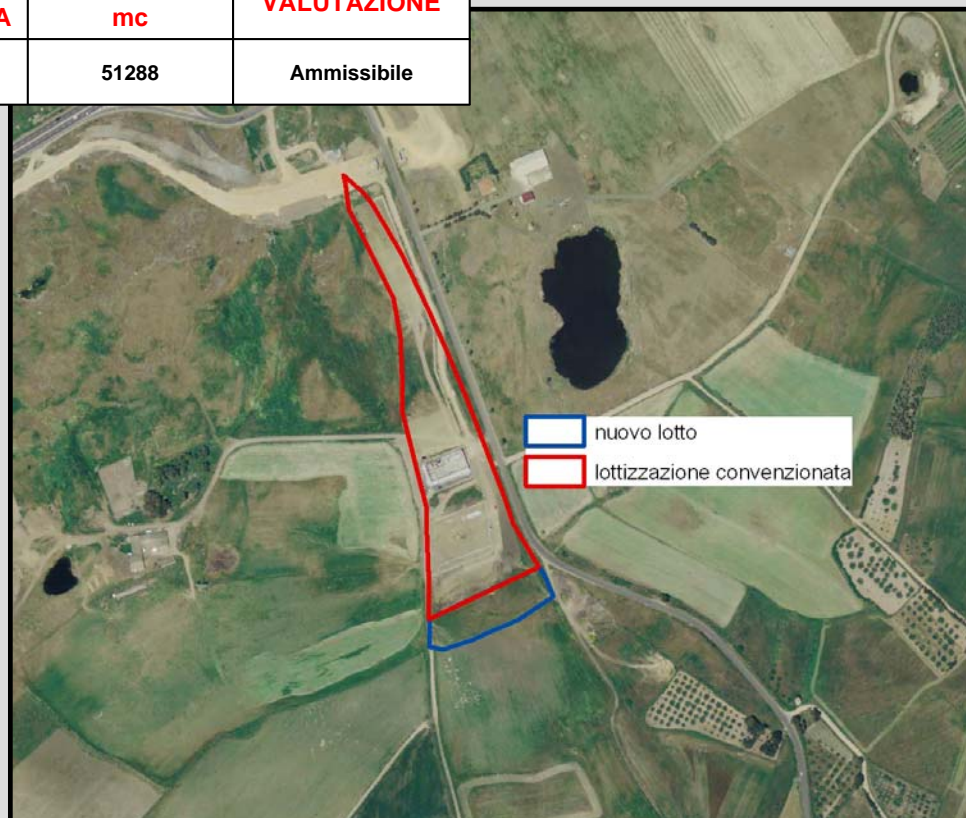 A
mc
VALUTAZIONE
51288
Ammissibile
nuovo lotto
lottizzazione convenzionata